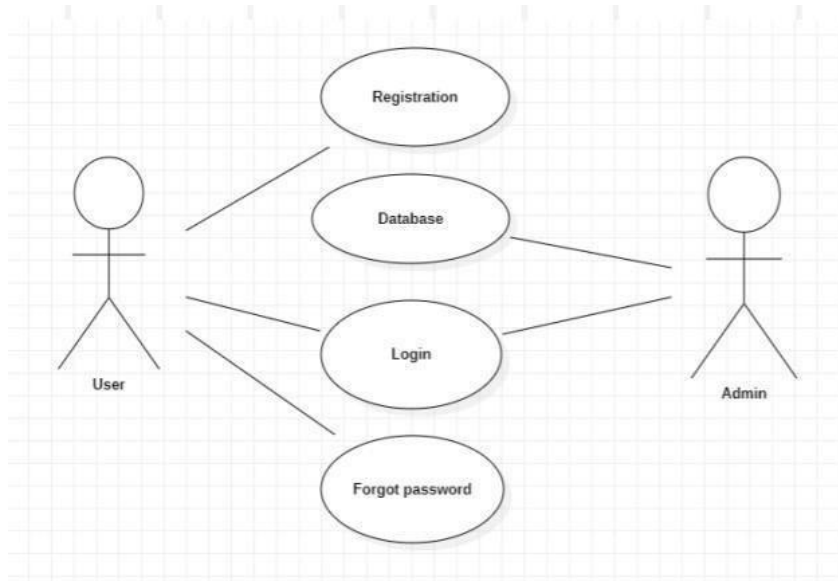 Registration
Database
Login
User
Admin
Forgot password